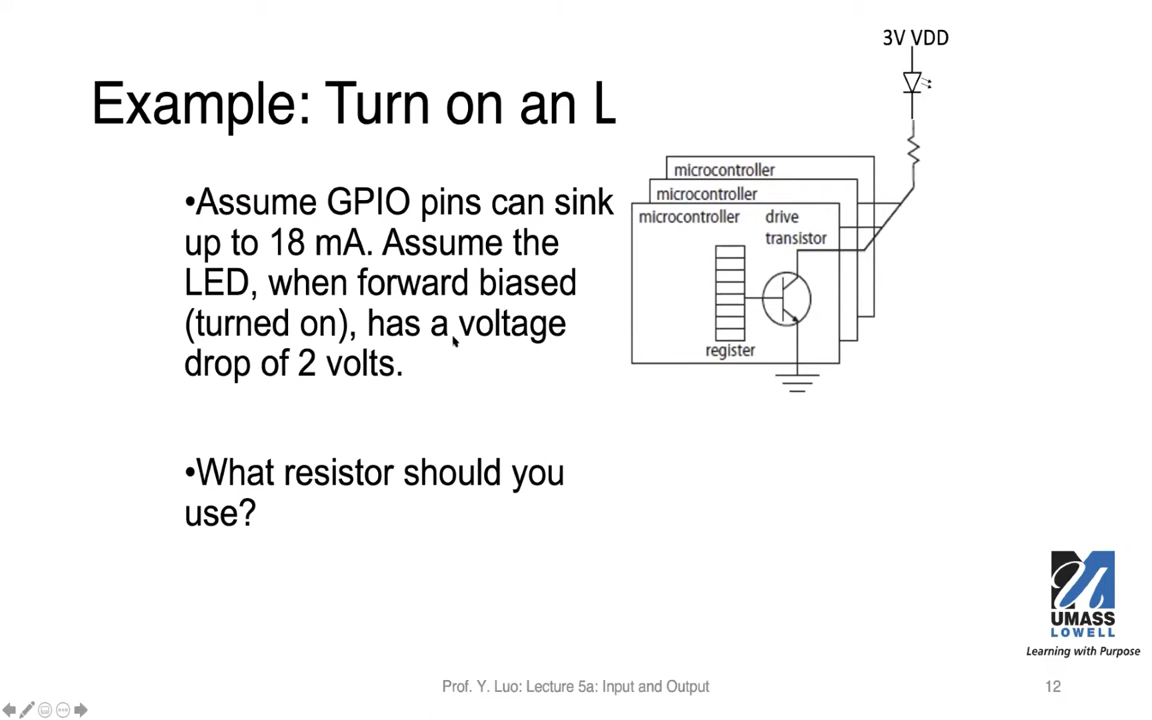 3V VDD
Example: Turn on an L
microcontroller
microcontroller
microcontroller drive
transistor
register
•Assume GPIO pins can sink
up to 18 mA. Assume the
LED, when forward biased
(turned on), has a voltage
drop of 2 volts.
•What resistor should you
use?
UMASS
LOWELL
Learning with Purpose
Prof. Y. Luo: Lecture 5a: Input and Output
12